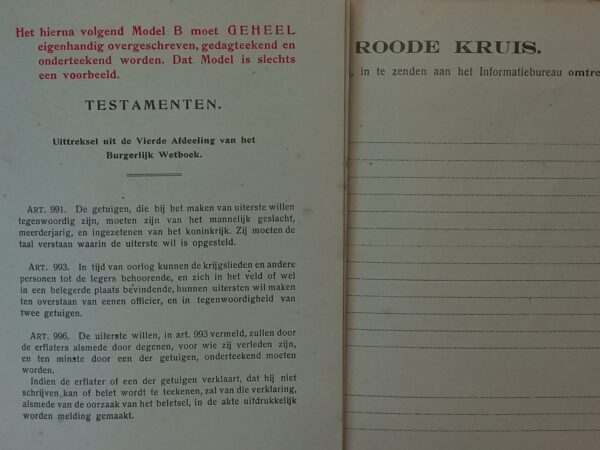 Het hierna volgend Model B moet GEHEEL
eigenhandig overgeschreven, gedagteekend en
onderteekend worden. Dat Model is slechts
een voorbeeld.
TESTAMENTEN.
Uittreksel uit de Vierde Afdeeling van het
Burgerlijk Wetboek.
ART. 991. De getuigen, die bij het maken van uiterste willen
tegenwoordig zijn, moeten zijn van het mannelijk geslacht,
meerderjarig, en ingezetenen van het koninkrijk. Zij moeten de
taal verstaan waarin de uiterste wil is opgesteld.
ART. 993. In tijd van oorlog kunnen de krijgslieden en andere
personen tot de legers behoorende, en zich in het veld of wel
in een belegerde plaats bevindende, hunnen uitersten wil maken
ten overstaan van eenen officier, en in tegenwoordigheid van
twee getuigen.
ART. 996. De uiterste willen, in art. 993 vermeld, zullen door
de erflaters alsmede door degenen, voor wie zij verleden zijn,
en ten minste door een der getuigen, onderteekend moeten
worden.
Indien de erflater of een der getuigen verklaart, dat hij niet
schrijven kan of belet wordt te teekenen, zal van die verklaring,
alsmede van de oorzaak van het beletsel, in de akte uitdrukkelijk
worden melding gemaakt.
ROODE KRUIS.
, in te zenden aan het Informatiebureau omtre